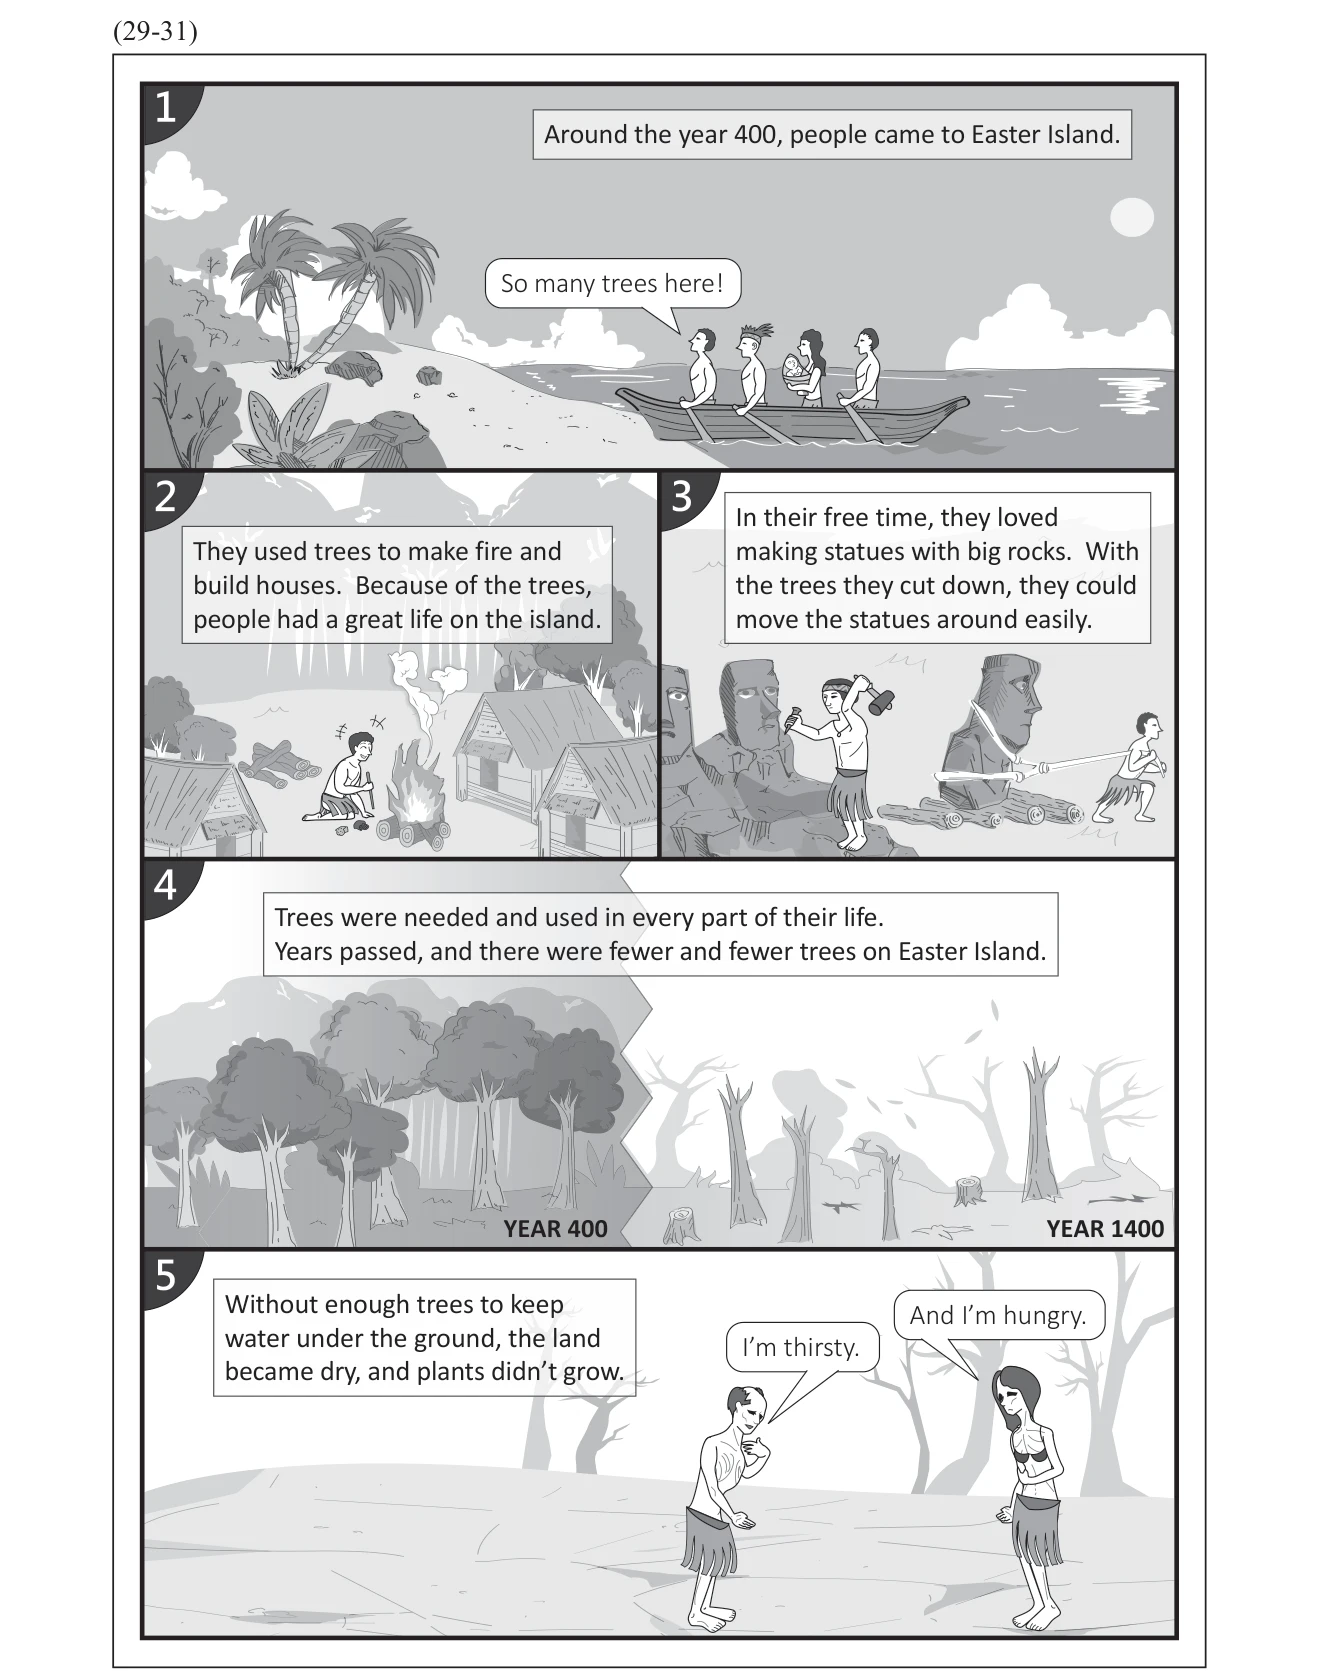 (29-31)
1
Around the year 400, people came to Easter Island.
So many trees here!
2
They used trees to make fire and
build houses.  Because of the trees,
people had a great life on the island.
3
In their free time, they loved
making statues with big rocks.  With
the trees they cut down, they could
move the statues around easily.
4
Trees were needed and used in every part of their life.
Years passed, and there were fewer and fewer trees on Easter Island.
YEAR 400
YEAR 1400
5
Without enough trees to keep
water under the ground, the land
became dry, and plants didn't grow.
I'm thirsty.
And I'm hungry.